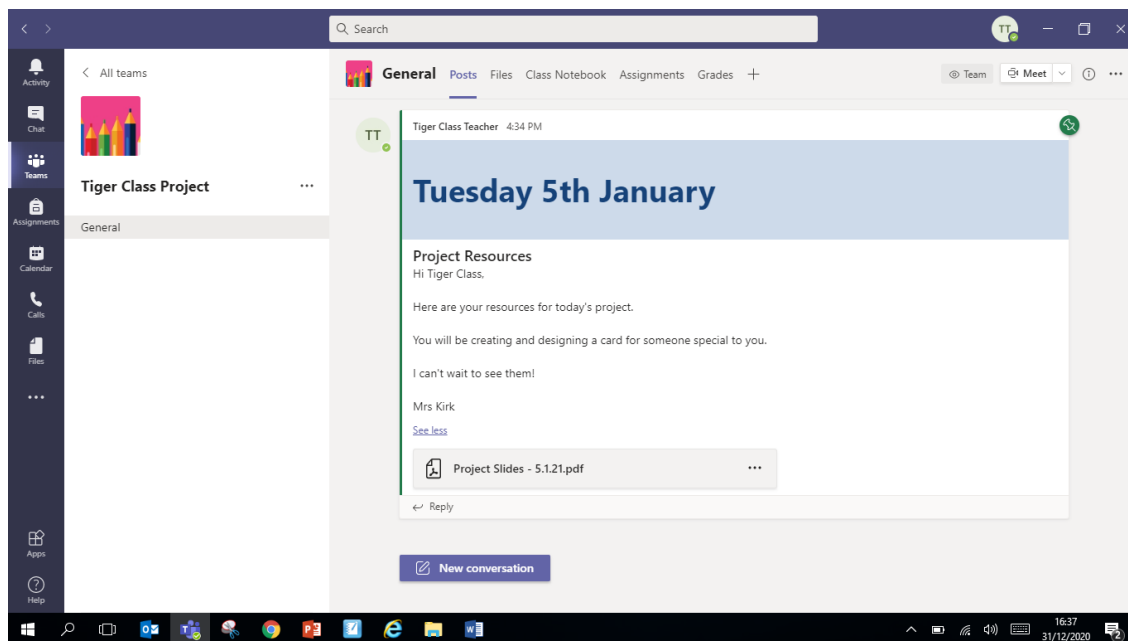 Search
TT
Activity
Chat
Teams
Assignments
Calendar
Calls
Files
Apps
Help
All teams
Tiger Class Project
General
General Posts Files Class Notebook Assignments Grades
Team
Meet
TT
Tiger Class Teacher 4:34 PM
Tuesday 5th January
Project Resources
Hi Tiger Class,
Here are your resources for today's project.
You will be creating and designing a card for someone special to you.
I can't wait to see them!
Mrs Kirk
See less
Project Slides - 5.1.21.pdf
Reply
New conversation
16:37
31/12/2020
2